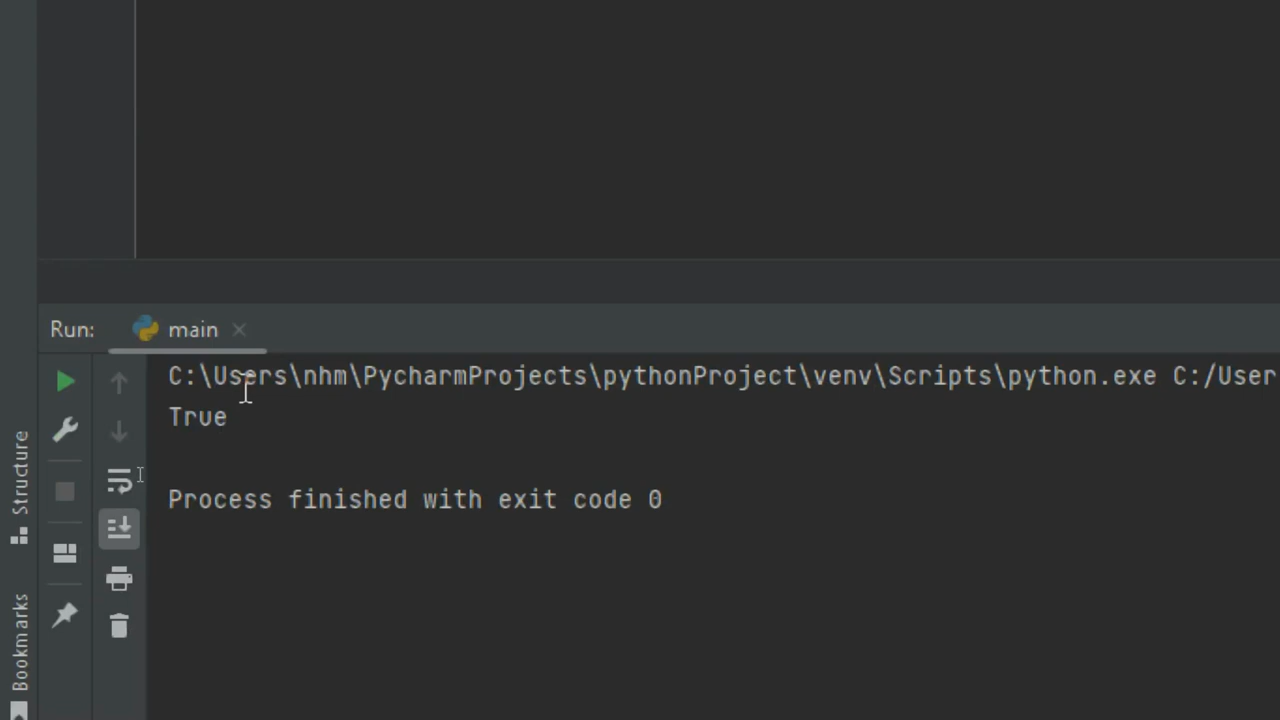 Run:
main
C:\Users\nhm\PycharmProjects\pythonProject\venv\Scripts\python.exe C:/User
True
Process finished with exit code 0
Structure
Bookmarks